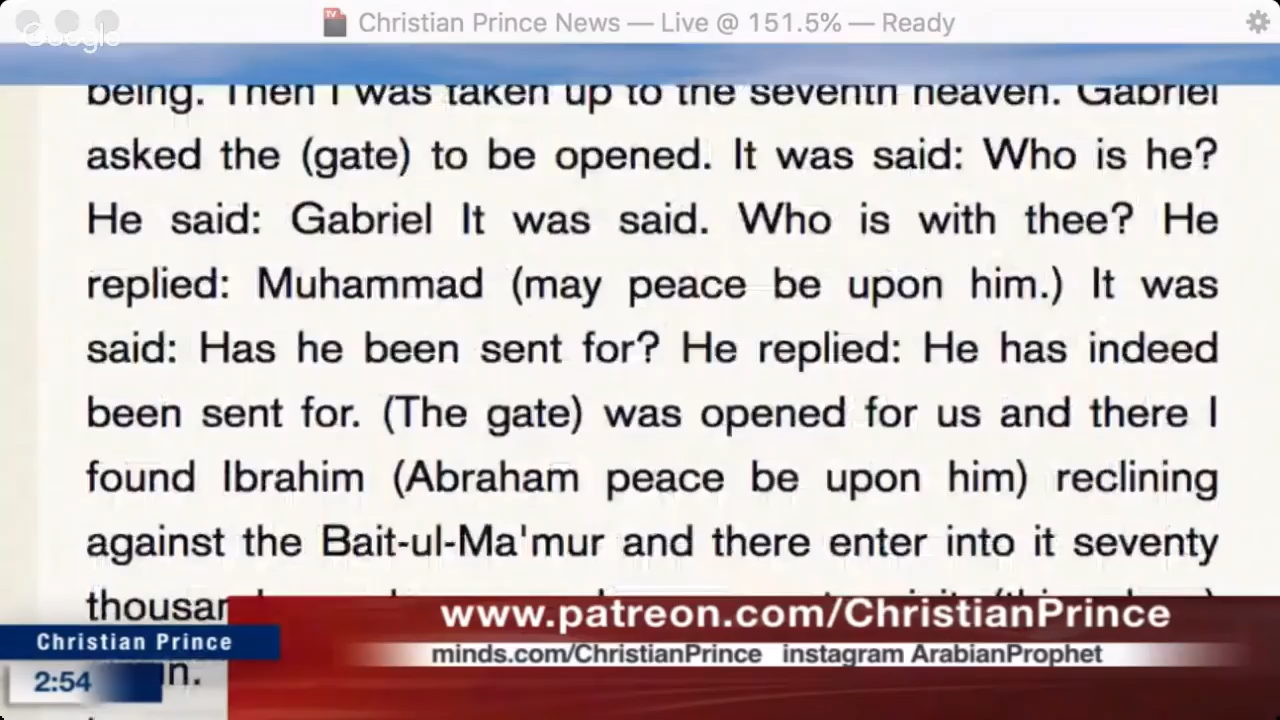 Christian Prince News — Live @ 151.5% — Ready
Google
being. Then I was taken up to the seventh heaven. Gabriel
asked the (gate) to be opened. It was said: Who is he?
He said: Gabriel It was said. Who is with thee? He
replied: Muhammad (may peace be upon him.) It was
said: Has he been sent for? He replied: He has indeed
been sent for. (The gate) was opened for us and there I
found Ibrahim (Abraham peace be upon him) reclining
against the Bait-ul-Ma'mur and there enter into it seventy
www.patreon.com/ChristianPrince
Christian Prince
minds.com/ChristianPrince instagram ArabianProphet
2:54